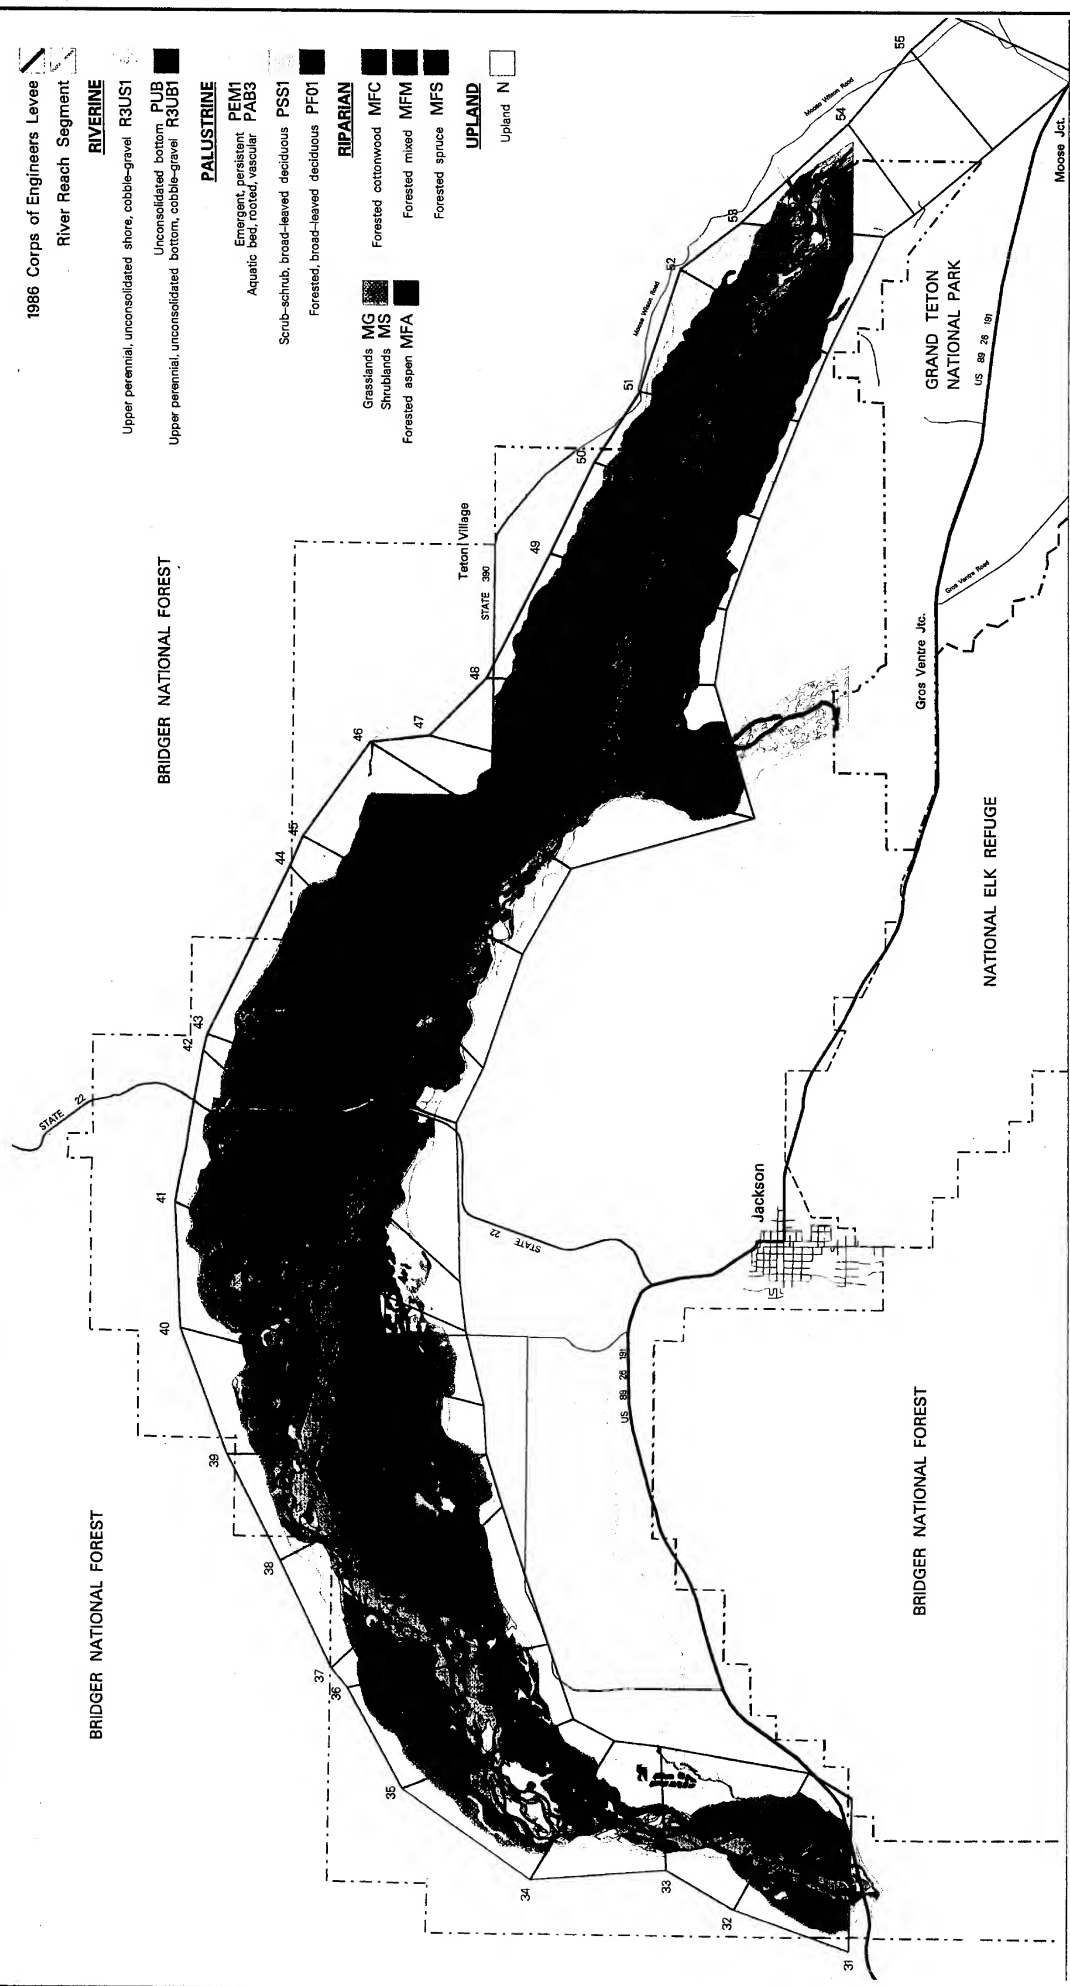 1986 Corps of Engineers Levee
River Reach Segment
RIVERINE
Upper perennial, unconsolidated shore, cobble-gravel R3US1
Unconsolidated bottom PUB
Upper perennial, unconsolidated bottom, cobble-gravel R3UB1
PALUSTRINE
Emergent, persistent PEM1
Aquatic bed, rooted, vascular PAB3
Scrub-schrub, broad-leaved deciduous PSS1
Forested, broad-leaved deciduous PF01
RIPARIAN
Grasslands MG
Shrublands MS
Forested aspen MFA
Forested cottonwood MFC
Forested mixed MFM
Forested spruce MFS
UPLAND
Upland N
BRIDGER NATIONAL FOREST
BRIDGER NATIONAL FOREST
STATE 22
Teton Village
STATE 390
Moose Wilson Road
Moose Wilson Road
31
32
33
34
35
36
37
38
39
40
41
42
43
44
45
46
47
48
49
50
51
52
53
54
55
GRAND TETON
NATIONAL PARK
US 89 26 191
Moose Jct.
Gros Ventre Road
Gros Ventre Jtc.
NATIONAL ELK REFUGE
STATE 22
Jackson
US 89 26 191
BRIDGER NATIONAL FOREST